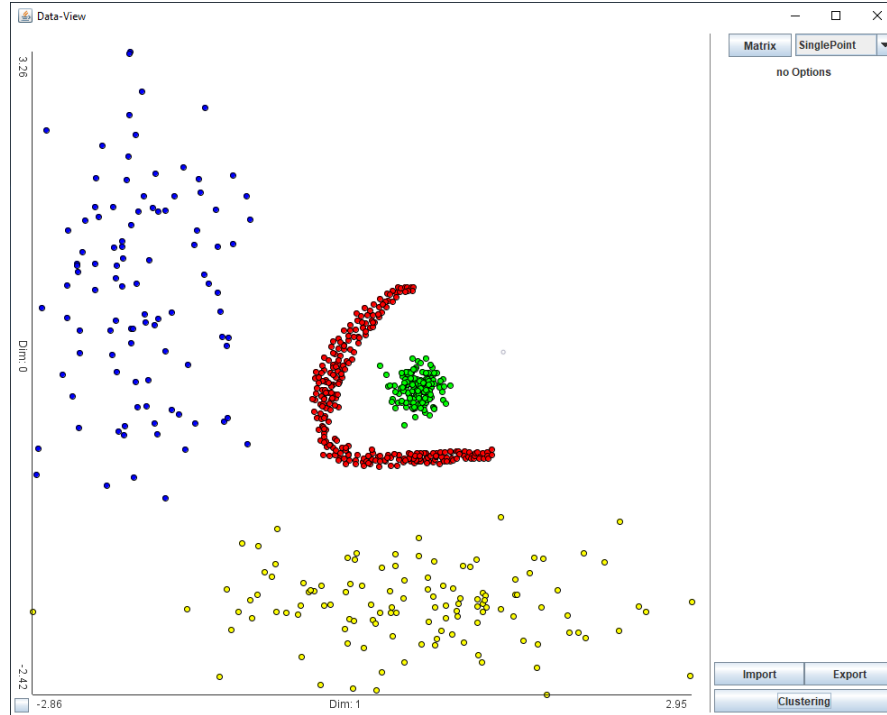 Data-View
Matrix SinglePoint
no Options
3.26
Dim: 0
-2.42
-2.86 Dim: 1 2.95
Import Export
Clustering